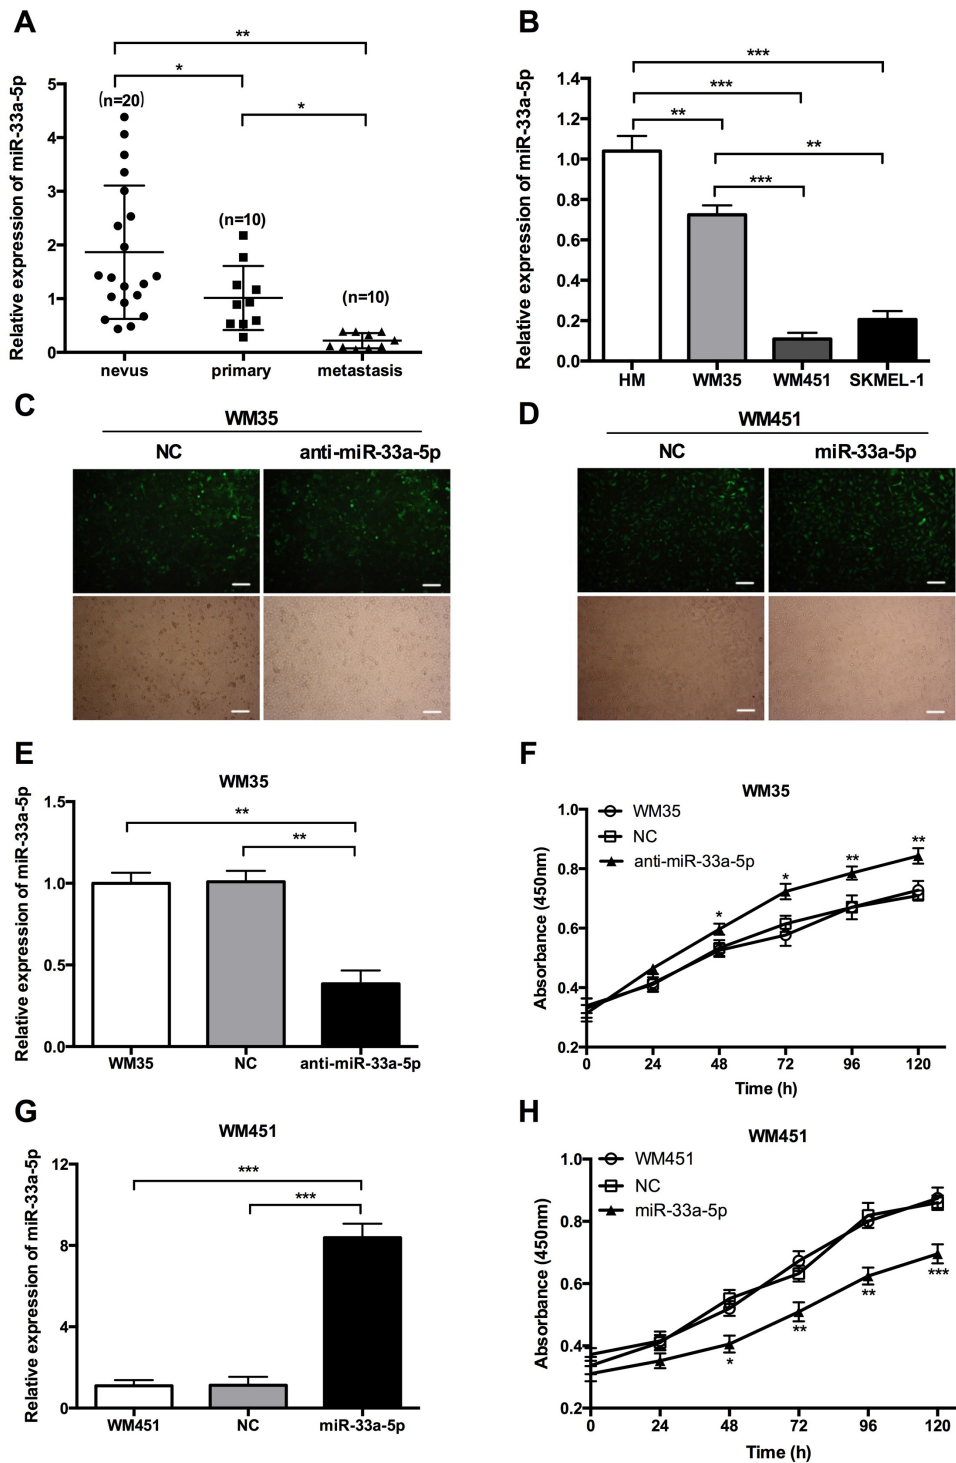 A
**
*
*
Relative expression of miR-33a-5p
5
4
3
2
1
0
(n=20)
(n=10)
(n=10)
nevus primary metastasis
B
***
***
**
**
***
Relative expression of miR-33a-5p
1.4
1.2
1.0
0.8
0.6
0.4
0.2
0.0
HM WM35 WM451 SKMEL-1
C
WM35
NC anti-miR-33a-5p
D
WM451
NC miR-33a-5p
E
WM35
Relative expression of miR-33a-5p
1.5
1.0
0.5
0.0
**
**
WM35 NC anti-miR-33a-5p
F
WM35
Absorbance (450nm)
1.0
0.8
0.6
0.4
0.2
WM35
NC
anti-miR-33a-5p
* * ** **
0 24 48 72 96 120
Time (h)
G
WM451
Relative expression of miR-33a-5p
12
8
4
0
***
***
WM451 NC miR-33a-5p
H
WM451
Absorbance (450nm)
1.0
0.8
0.6
0.4
0.2
WM451
NC
miR-33a-5p
* ** ** ***
0 24 48 72 96 120
Time (h)